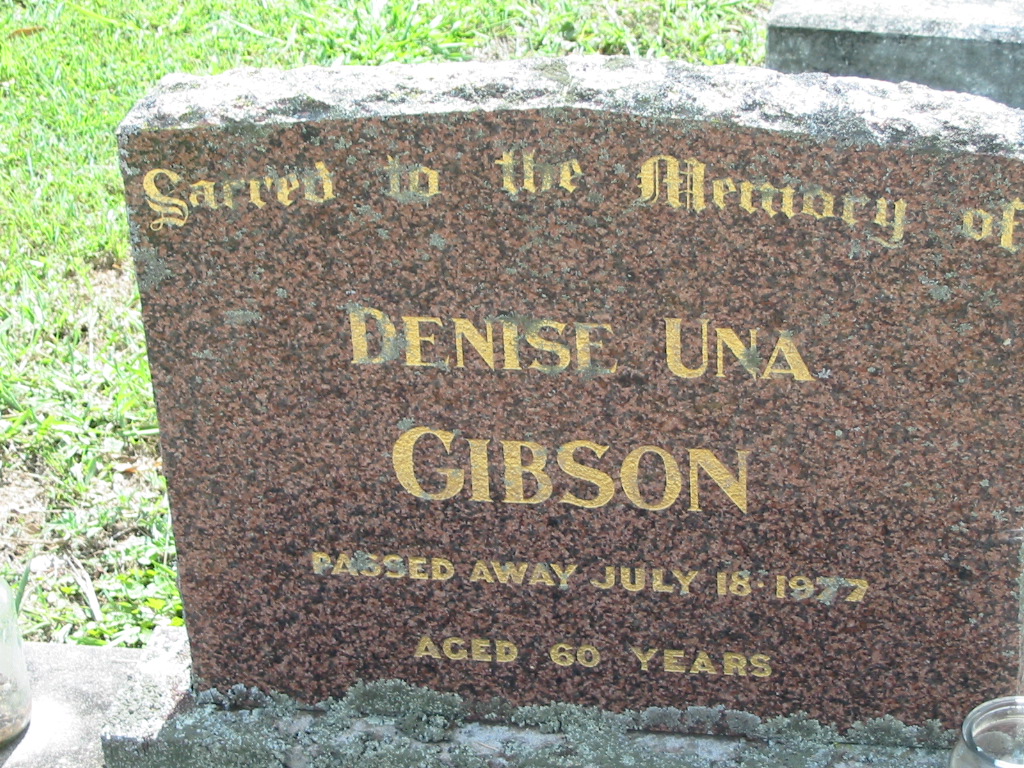 Sacred to the Memory of
DENISE UNA
GIBSON
PASSED AWAY JULY 18·1977
AGED 60 YEARS